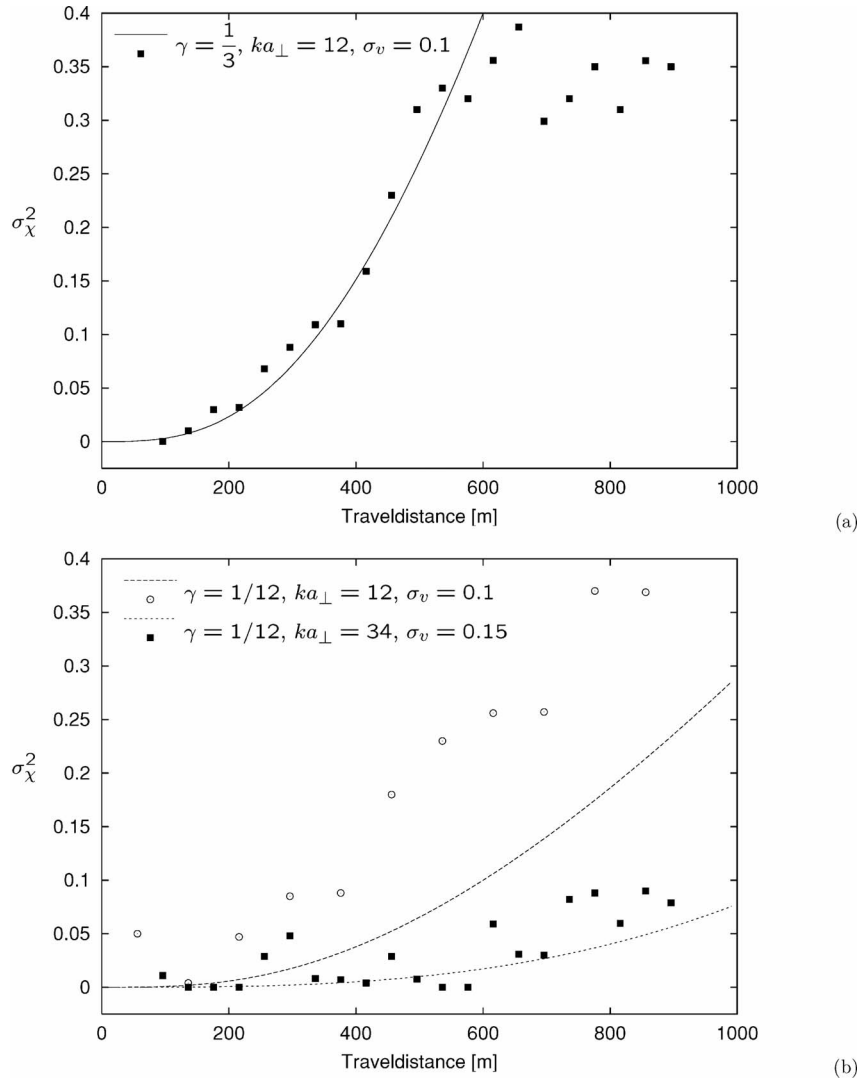 0.4
γ = 1/3, ka⊥ = 12, σv = 0.1
0.35
0.3
0.25
σχ²
0.2
0.15
0.1
0.05
0
0 200 400 600 800 1000
Traveldistance [m]
(a)
0.4
γ = 1/12, ka⊥ = 12, σv = 0.1
0.35
γ = 1/12, ka⊥ = 34, σv = 0.15
0.3
0.25
σχ²
0.2
0.15
0.1
0.05
0
0 200 400 600 800 1000
Traveldistance [m]
(b)